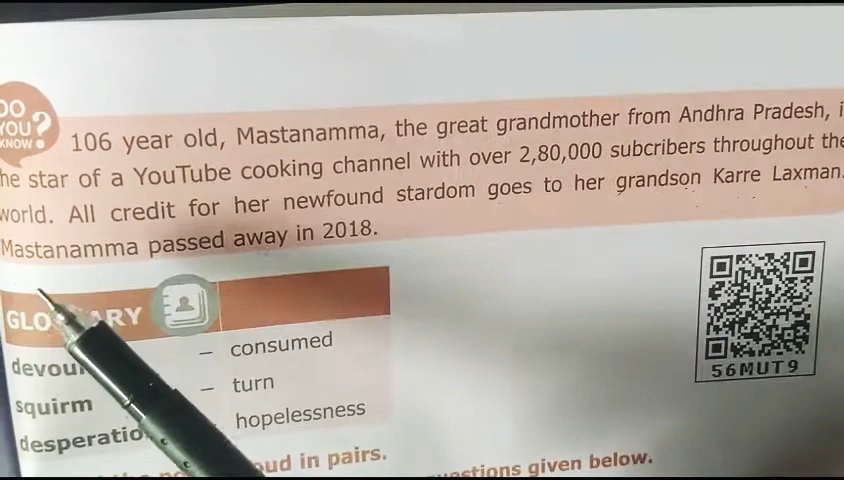 DO
YOU?
KNOW
106 year old, Mastanamma, the great grandmother from Andhra Pradesh, i
he star of a YouTube cooking channel with over 2,80,000 subcribers throughout the
world. All credit for her newfound stardom goes to her grandson Karre Laxman.
Mastanamma passed away in 2018.
GLO ARY
devour – consumed
squirm – turn
desperatio hopelessness
oud in pairs.
estions given below.
56MUT9